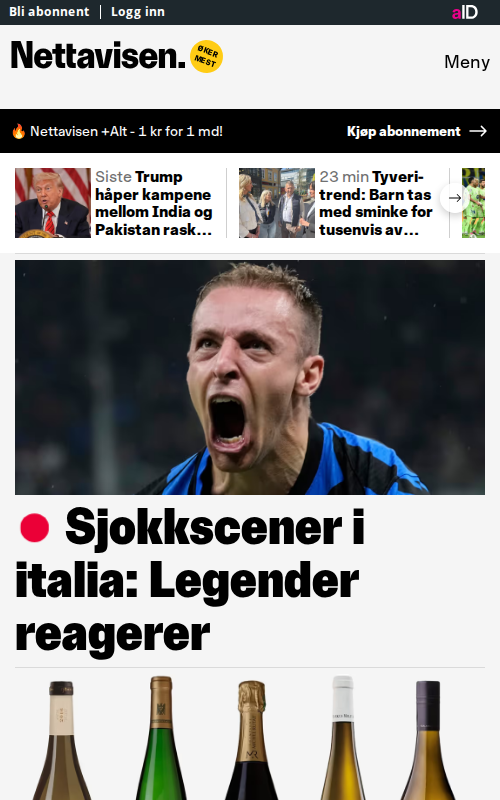 Bli abonnent | Logg inn
aID
Nettavisen.
ØKER
MEST
Meny
🔥 Nettavisen +Alt - 1 kr for 1 md!
Kjøp abonnement →
Siste Trump
håper kampene
mellom India og
Pakistan rask…
23 min Tyveri-
trend: Barn tas
med sminke for
tusenvis av…
Sjokkscener i
italia: Legender
reagerer